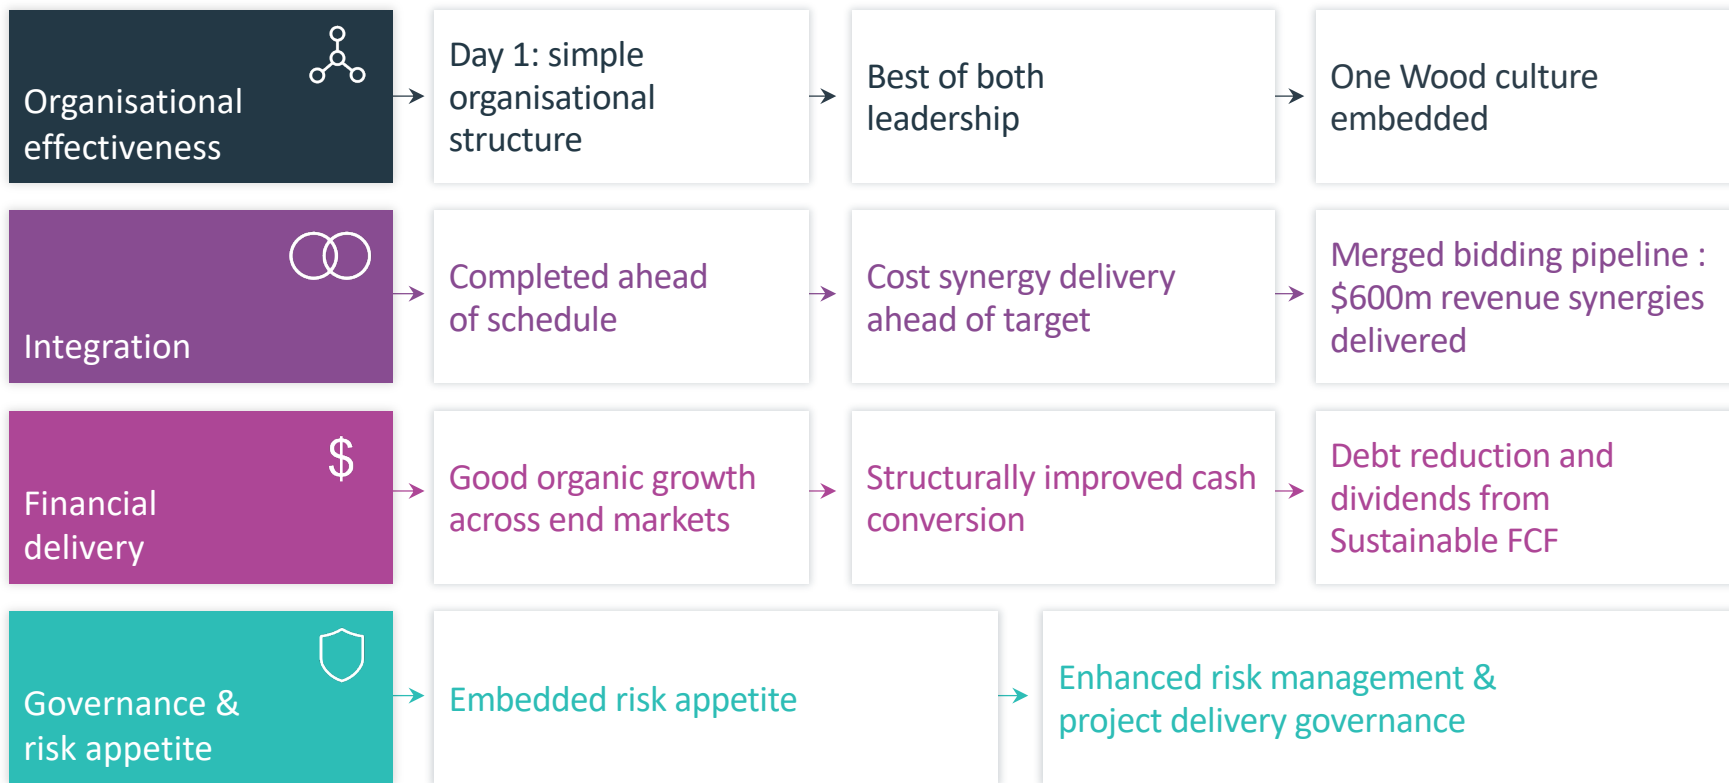 Organisational
effectiveness
Day 1: simple
organisational
structure
Best of both
leadership
One Wood culture
embedded
Integration
Completed ahead
of schedule
Cost synergy delivery
ahead of target
Merged bidding pipeline :
$600m revenue synergies
delivered
$
Financial
delivery
Good organic growth
across end markets
Structurally improved cash
conversion
Debt reduction and
dividends from
Sustainable FCF
Governance &
risk appetite
Embedded risk appetite
Enhanced risk management &
project delivery governance